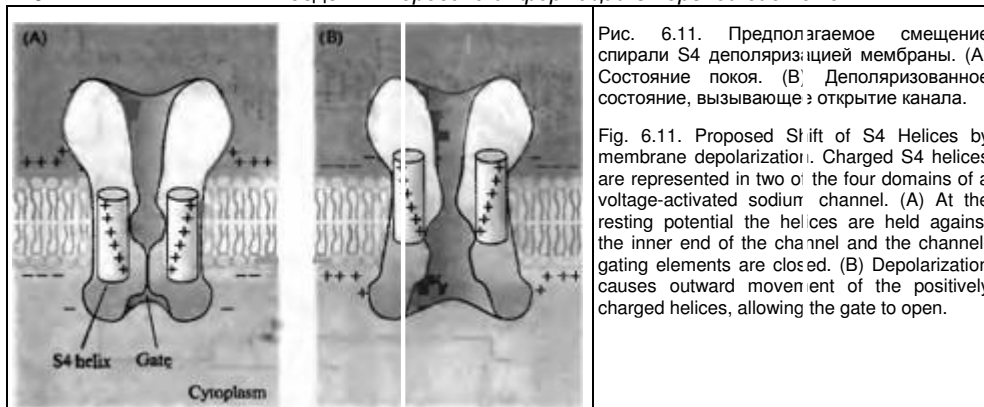 (A)
(B)
+++
+++
S4 helix
Gate
Cytoplasm
Рис. 6.11. Предполагаемое смещение
спирали S4 деполяризацией мембраны. (A
Состояние покоя. (B) Деполяризованное
состояние, вызывающее открытие канала.
Fig. 6.11. Proposed Shift of S4 Helices by
membrane depolarization. Charged S4 helices
are represented in two of the four domains of a
voltage-activated sodium channel. (A) At the
resting potential the helices are held agains
the inner end of the channel and the channel
gating elements are closed. (B) Depolarization
causes outward movement of the positively
charged helices, allowing the gate to open.